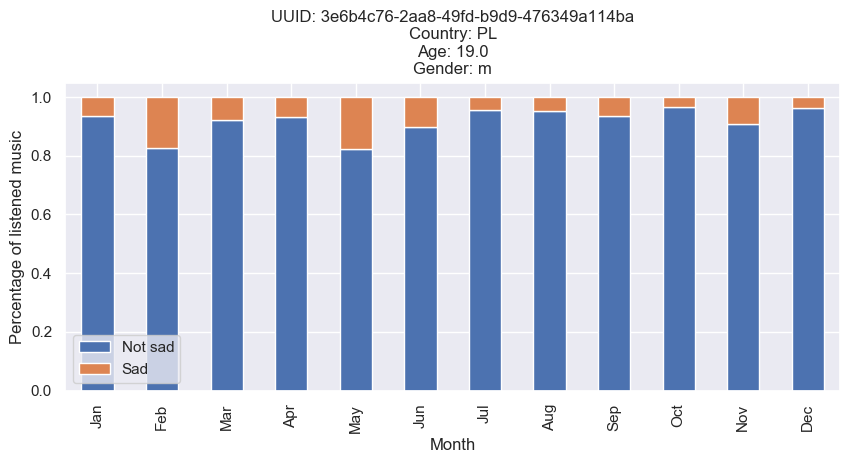 UUID: 3e6b4c76-2aa8-49fd-b9d9-476349a114ba
Country: PL
Age: 19.0
Gender: m
Percentage of listened music
1.0
0.8
0.6
0.4
0.2
0.0
Not sad
Sad
Jan
Feb
Mar
Apr
May
Jun
Jul
Aug
Sep
Oct
Nov
Dec
Month